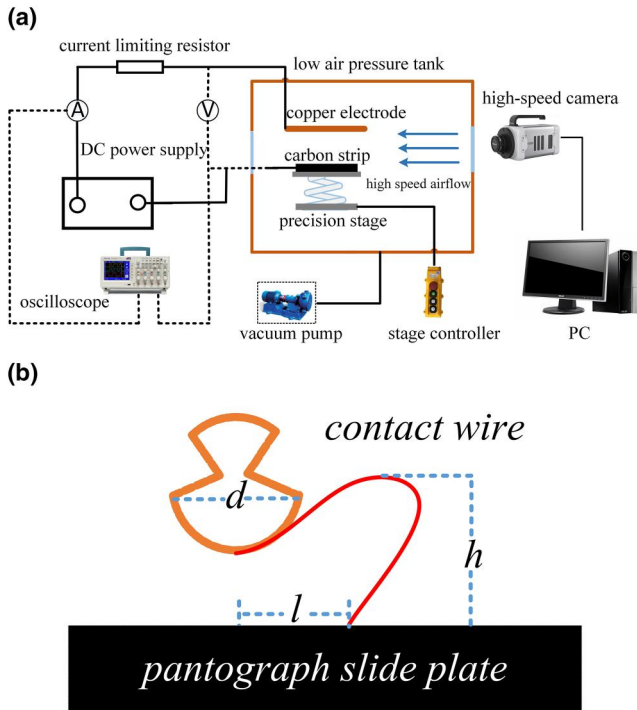 (a)
current limiting resistor
low air pressure tank
high-speed camera
A
V
copper electrode
DC power supply
carbon strip
high speed airflow
precision stage
oscilloscope
vacuum pump
stage controller
PC
(b)
contact wire
d
h
l
pantograph slide plate